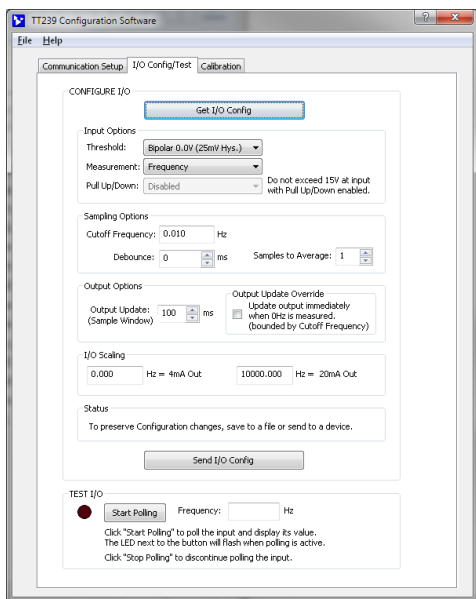 TT239 Configuration Software
File Help
Communication Setup I/O Config/Test Calibration
CONFIGURE I/O
Get I/O Config
Input Options
Threshold: Bipolar 0.0V (25mV Hys.)
Measurement: Frequency
Pull Up/Down: Disabled
Do not exceed 15V at input
with Pull Up/Down enabled.
Sampling Options
Cutoff Frequency: 0.010 Hz
Debounce: 0 ms Samples to Average: 1
Output Options
Output Update: 100 ms
(Sample Window)
Output Update Override
Update output immediately
when 0Hz is measured.
(bounded by Cutoff Frequency)
I/O Scaling
0.000 Hz = 4mA Out 10000.000 Hz = 20mA Out
Status
To preserve Configuration changes, save to a file or send to a device.
Send I/O Config
TEST I/O
Start Polling Frequency: Hz
Click "Start Polling" to poll the input and display its value.
The LED next to the button will flash when polling is active.
Click "Stop Polling" to discontinue polling the input.